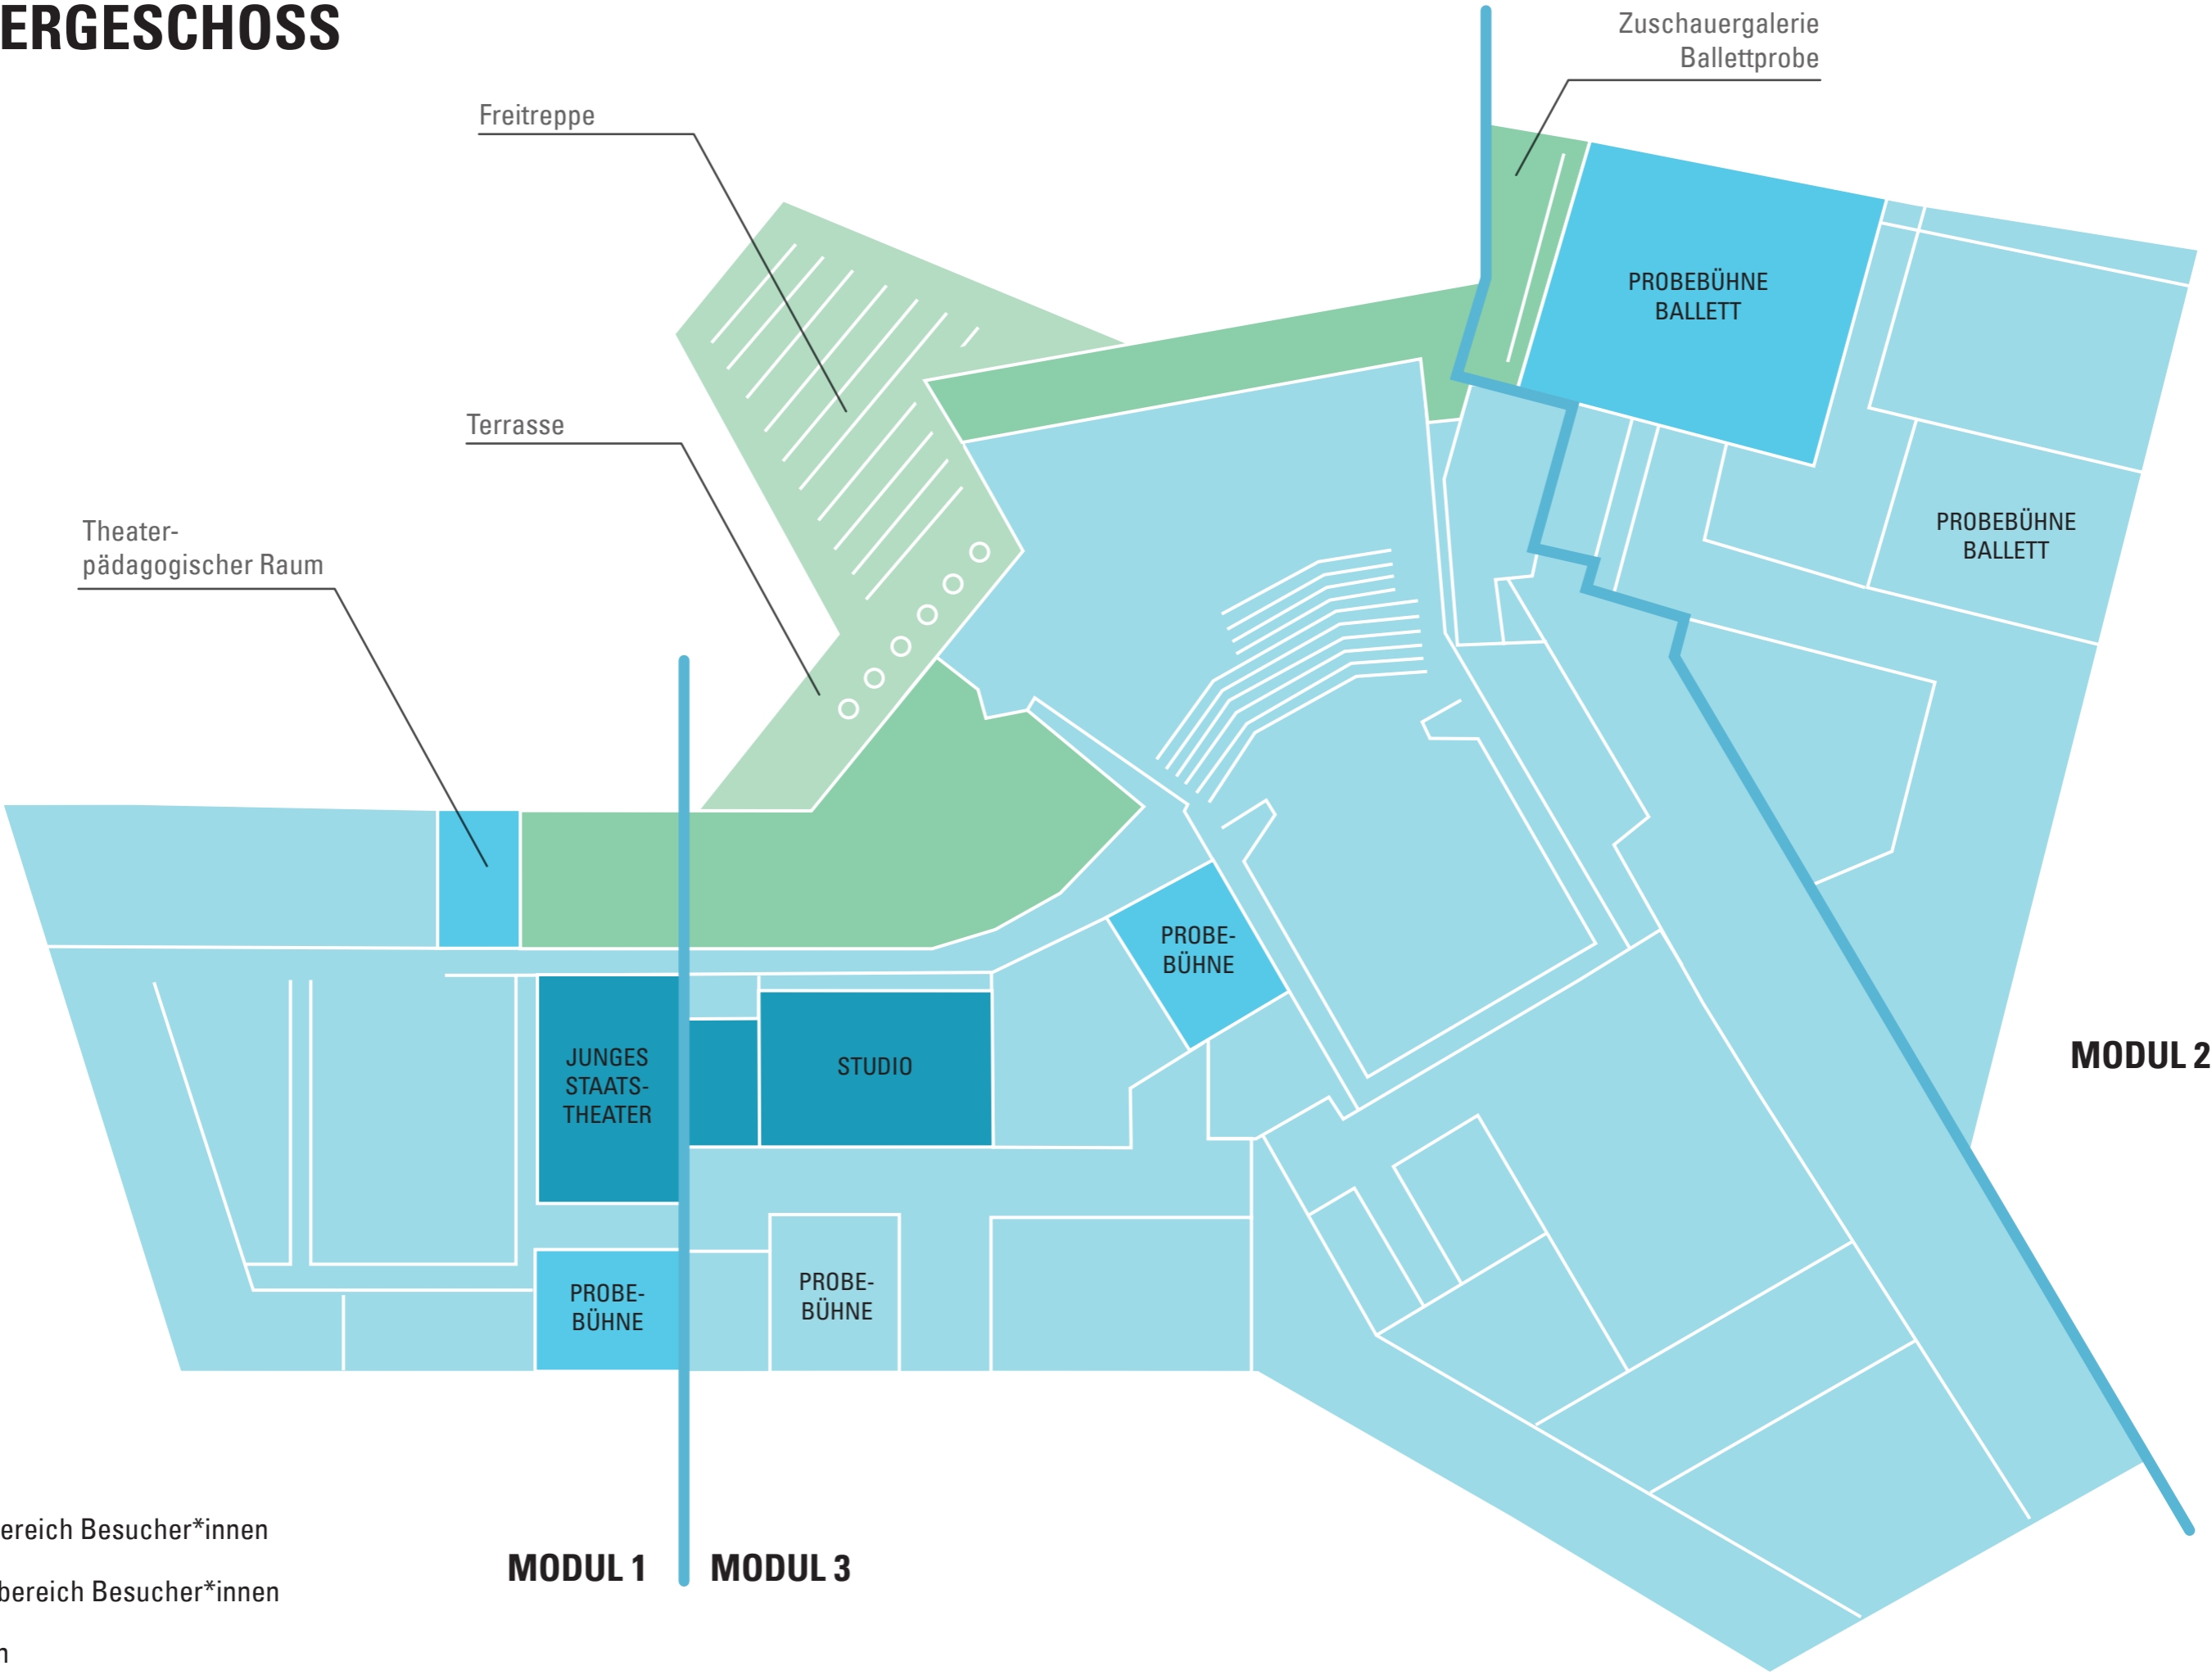 ERGESCHOSS
Zuschauergalerie
Ballettprobe
Freitreppe
PROBEBÜHNE
BALLETT
Terrasse
Theater-
pädagogischer Raum
PROBEBÜHNE
BALLETT
PROBE-
BÜHNE
JUNGES
STAATS-
THEATER
STUDIO
MODUL 2
PROBE-
BÜHNE
PROBE-
BÜHNE
ereich Besucher*innen
MODUL 1
MODUL 3
bereich Besucher*innen
n